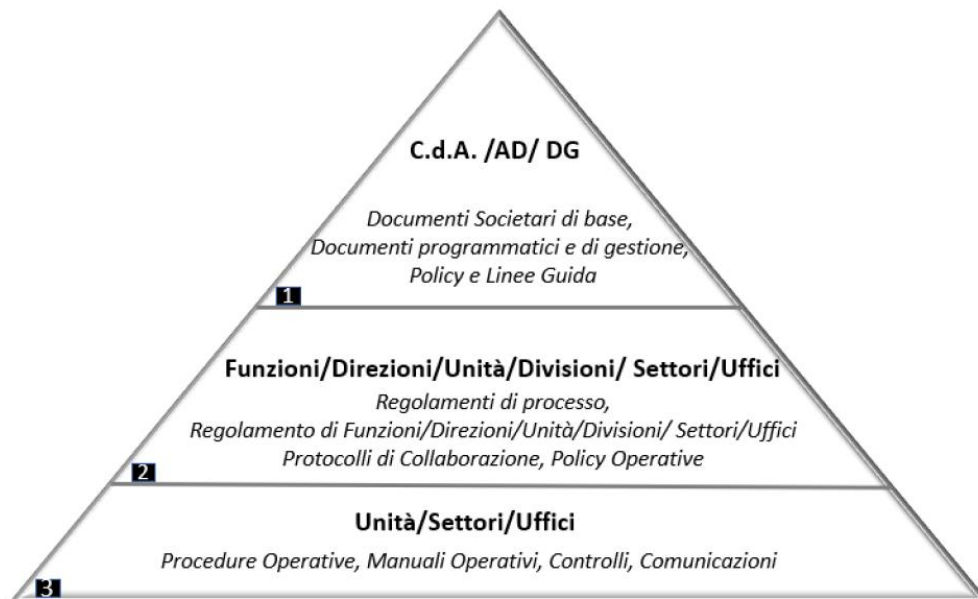 C.d.A. /AD/ DG
Documenti Societari di base,
Documenti programmatici e di gestione,
Policy e Linee Guida
1
Funzioni/Direzioni/Unità/Divisioni/ Settori/Uffici
Regolamenti di processo,
Regolamento di Funzioni/Direzioni/Unità/Divisioni/ Settori/Uffici
Protocolli di Collaborazione, Policy Operative
2
Unità/Settori/Uffici
Procedure Operative, Manuali Operativi, Controlli, Comunicazioni
3